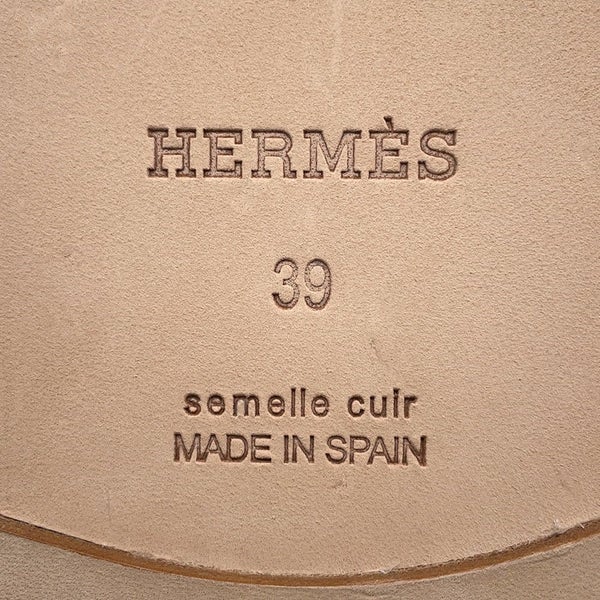 HERMÈS
39
semelle cuir
MADE IN SPAIN